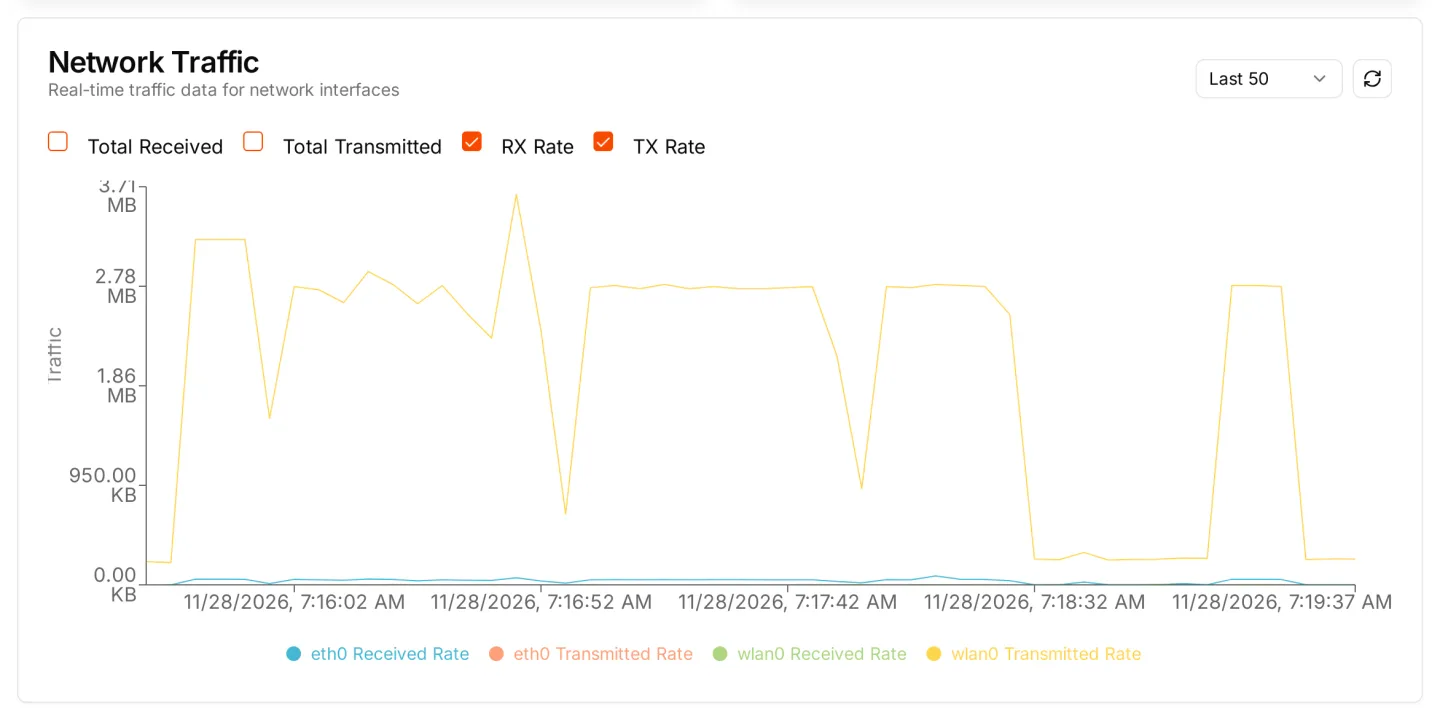 Network Traffic
Real-time traffic data for network interfaces
Last 50
Total Received Total Transmitted RX Rate TX Rate
3.71
MB
2.78
MB
1.86
MB
950.00
KB
0.00
KB
Traffic
11/28/2026, 7:16:02 AM 11/28/2026, 7:16:52 AM 11/28/2026, 7:17:42 AM 11/28/2026, 7:18:32 AM 11/28/2026, 7:19:37 AM
eth0 Received Rate eth0 Transmitted Rate wlan0 Received Rate wlan0 Transmitted Rate